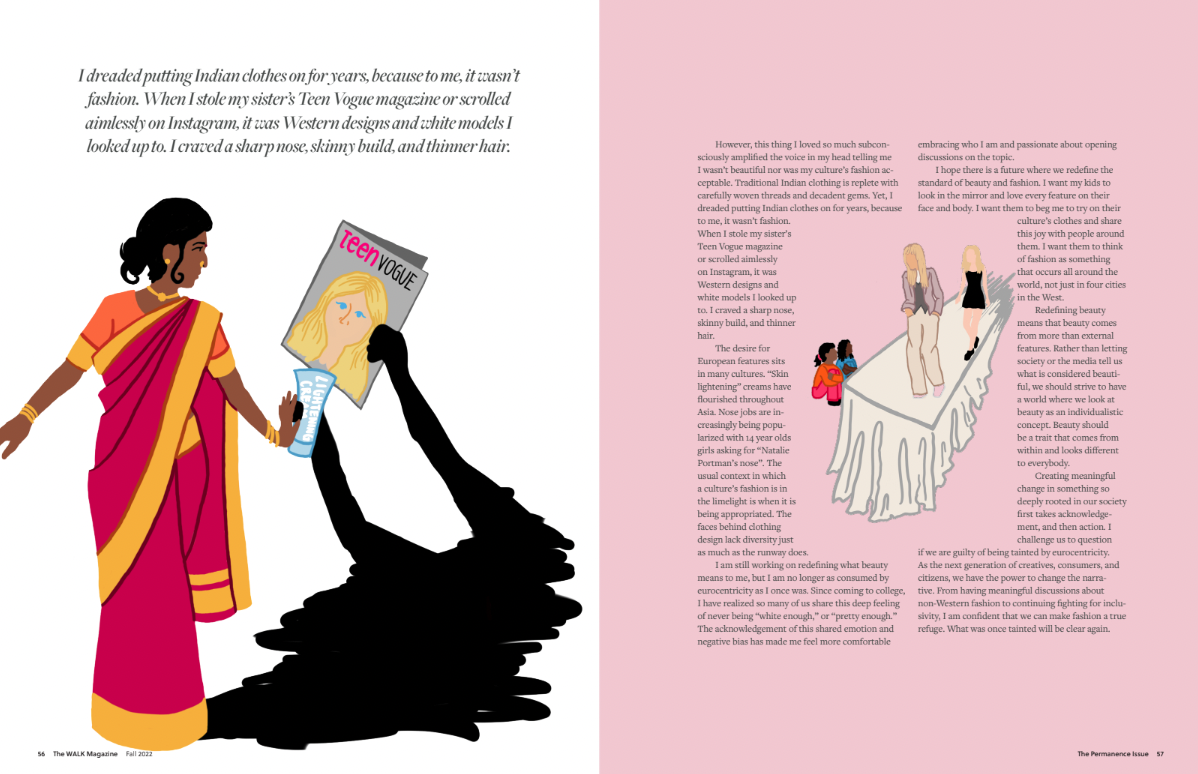 I dreaded putting Indian clothes on for years, because to me, it wasn't
fashion. When I stole my sister's Teen Vogue magazine or scrolled
aimlessly on Instagram, it was Western designs and white models I
looked up to. I craved a sharp nose, skinny build, and thinner hair.
Teen VOGUE
LIGHTENING
56 The WALK Magazine Fall 2022
However, this thing I loved so much subcon-
sciously amplified the voice in my head telling me
I wasn't beautiful nor was my culture's fashion ac-
ceptable. Traditional Indian clothing is replete with
carefully woven threads and decadent gems. Yet, I
dreaded putting Indian clothes on for years, because
to me, it wasn't fashion.
When I stole my sister's
Teen Vogue magazine
or scrolled aimlessly
on Instagram, it was
Western designs and
white models I looked up
to. I craved a sharp nose,
skinny build, and thinner
hair.
The desire for
European features sits
in many cultures. “Skin
lightening” creams have
flourished throughout
Asia. Nose jobs are in-
creasingly being popu-
larized with 14 year olds
girls asking for “Natalie
Portman's nose”. The
usual context in which
a culture's fashion is in
the limelight is when it is
being appropriated. The
faces behind clothing
design lack diversity just
as much as the runway does.
I am still working on redefining what beauty
means to me, but I am no longer as consumed by
eurocentricity as I once was. Since coming to college,
I have realized so many of us share this deep feeling
of never being “white enough,” or “pretty enough.”
The acknowledgement of this shared emotion and
negative bias has made me feel more comfortable
embracing who I am and passionate about opening
discussions on the topic.
I hope there is a future where we redefine the
standard of beauty and fashion. I want my kids to
look in the mirror and love every feature on their
face and body. I want them to beg me to try on their
culture's clothes and share
this joy with people around
them. I want them to think
of fashion as something
that occurs all around the
world, not just in four cities
in the West.
Redefining beauty
means that beauty comes
from more than external
features. Rather than letting
society or the media tell us
what is considered beauti-
ful, we should strive to have
a world where we look at
beauty as an individualistic
concept. Beauty should
be a trait that comes from
within and looks different
to everybody.
Creating meaningful
change in something so
deeply rooted in our society
first takes acknowledge-
ment, and then action. I
challenge us to question
if we are guilty of being tainted by eurocentricity.
As the next generation of creatives, consumers, and
citizens, we have the power to change the narra-
tive. From having meaningful discussions about
non-Western fashion to continuing fighting for inclu-
sivity, I am confident that we can make fashion a true
refuge. What was once tainted will be clear again.
The Permanence Issue 57